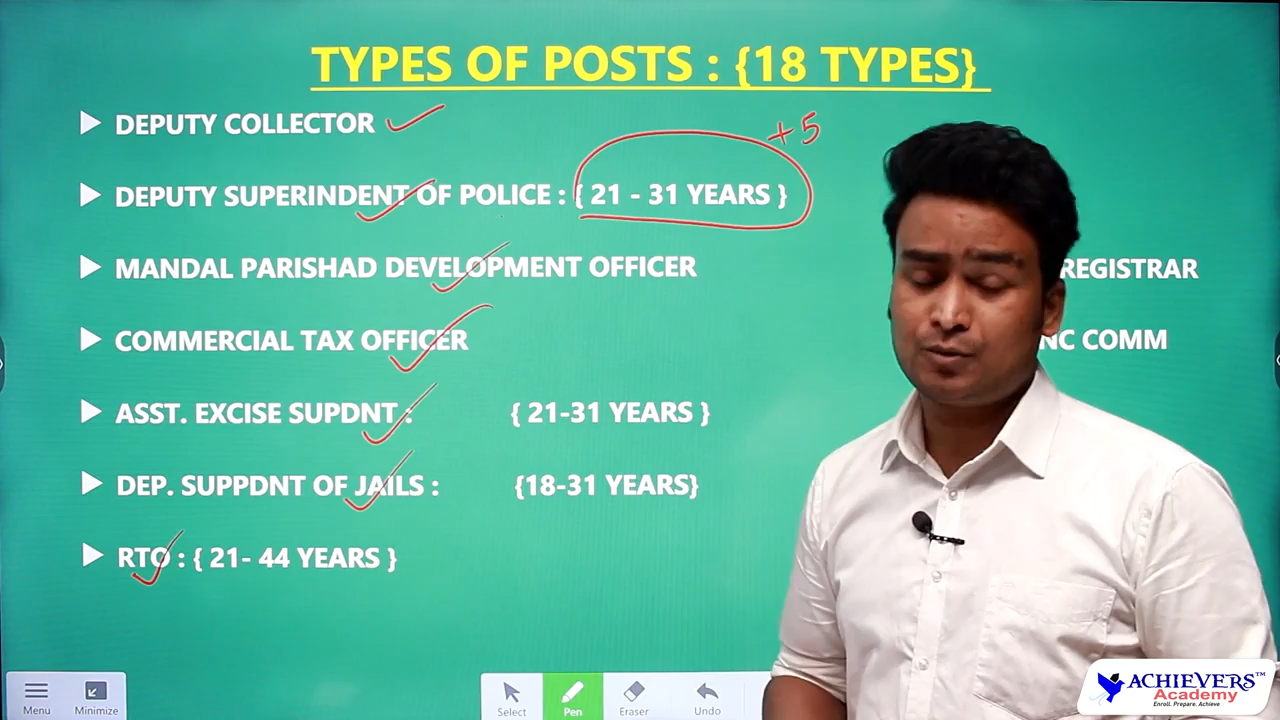 TYPES OF POSTS : {18 TYPES}
DEPUTY COLLECTOR
+5
DEPUTY SUPERINDENT OF POLICE : { 21 - 31 YEARS }
MANDAL PARISHAD DEVELOPMENT OFFICER
REGISTRAR
COMMERCIAL TAX OFFICER
NC COMM
ASST. EXCISE SUPDNT : { 21-31 YEARS }
DEP. SUPPDNT OF JAILS : {18-31 YEARS}
RTO : { 21- 44 YEARS }
Menu
Minimize
Select
Pen
Eraser
Undo
ACHIEVERS™
Academy
Enroll. Prepare. Achieve